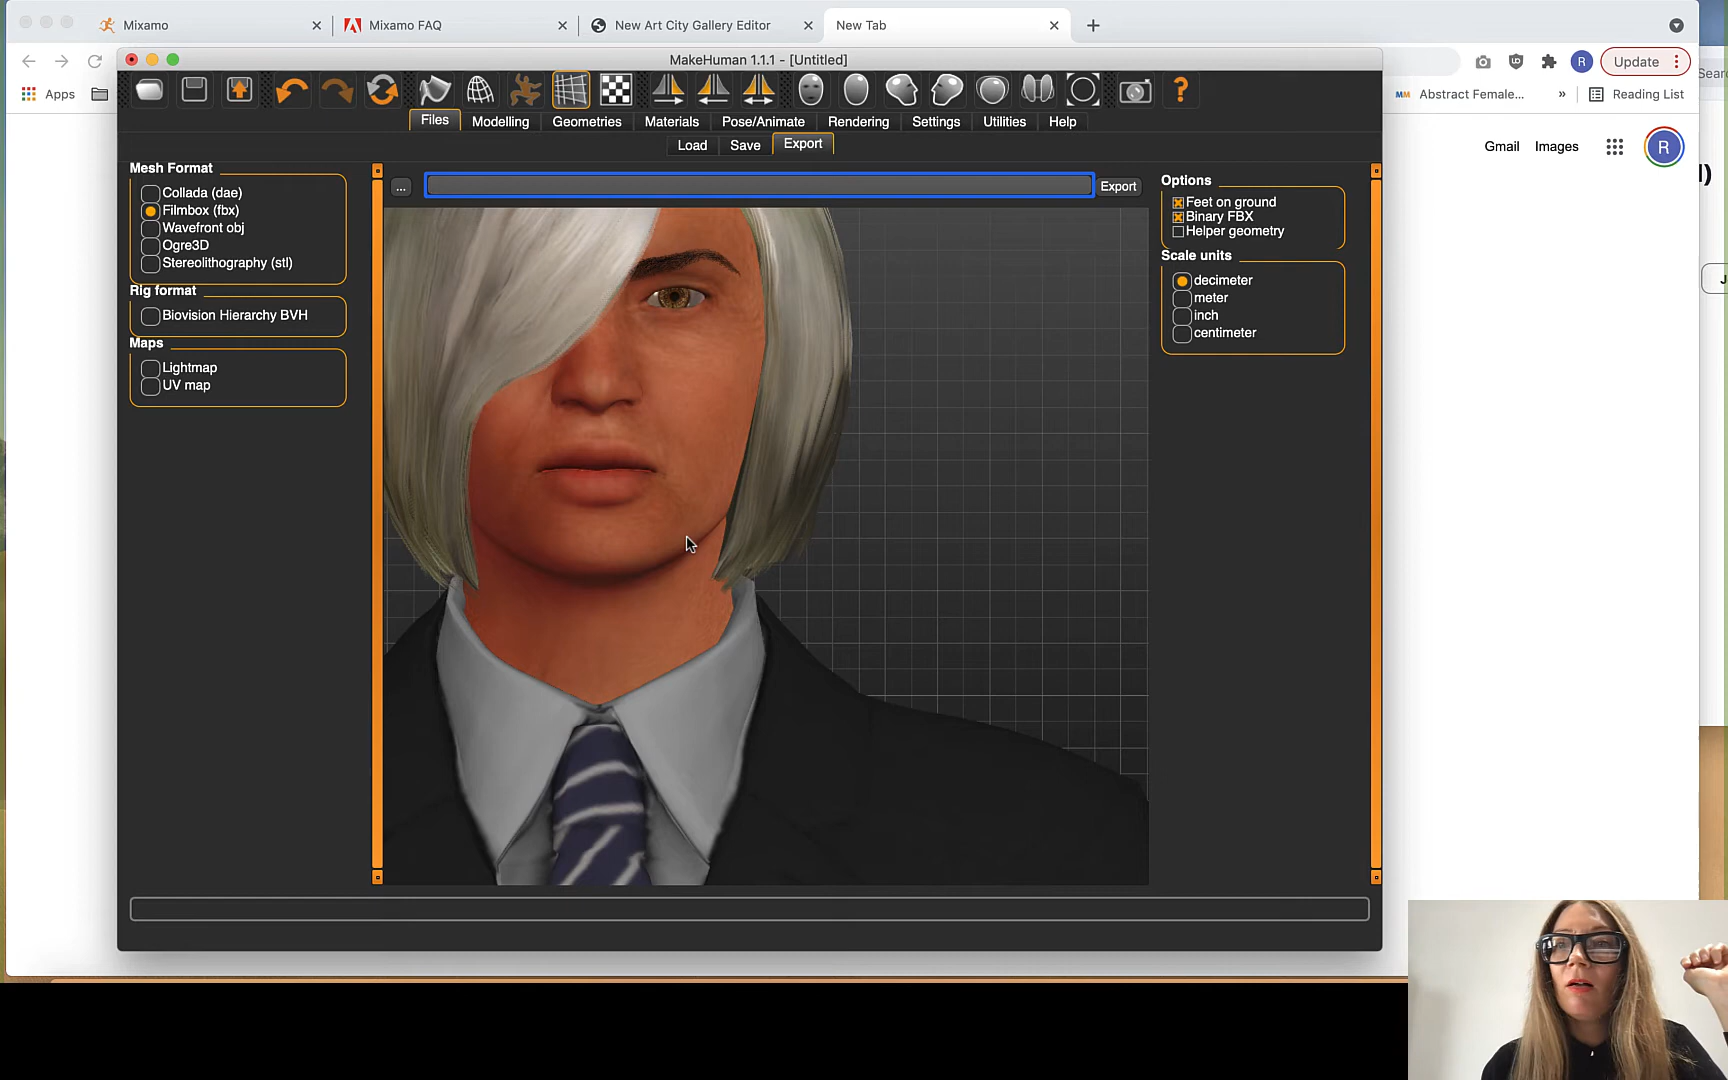 Mixamo
Mixamo FAQ
New Art City Gallery Editor
New Tab
MakeHuman 1.1.1 - [Untitled]
R
Update
Apps
Abstract Female...
»
Reading List
?
Files
Modelling
Geometries
Materials
Pose/Animate
Rendering
Settings
Utilities
Help
Load
Save
Export
Gmail
Images
R
Mesh Format
Collada (dae)
Filmbox (fbx)
Wavefront obj
Ogre3D
Stereolithography (stl)
Rig format
Biovision Hierarchy BVH
Maps
Lightmap
UV map
...
Export
Options
Feet on ground
Binary FBX
Helper geometry
Scale units
decimeter
meter
inch
centimeter